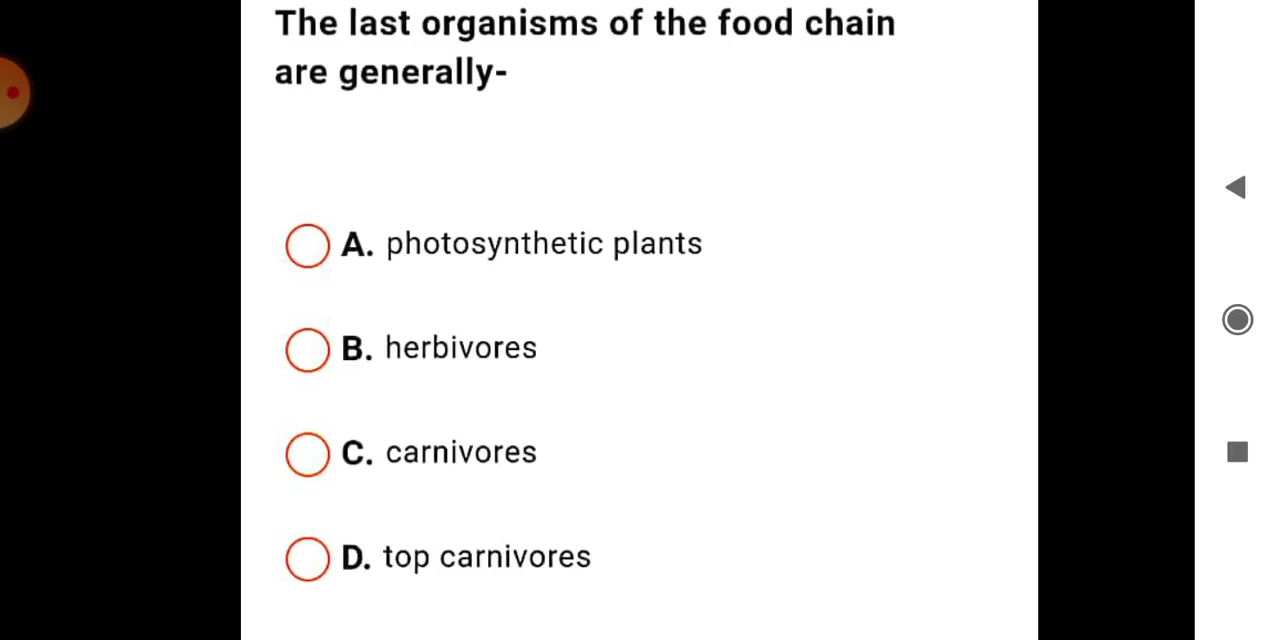 The last organisms of the food chain
are generally-
A. photosynthetic plants
B. herbivores
C. carnivores
D. top carnivores